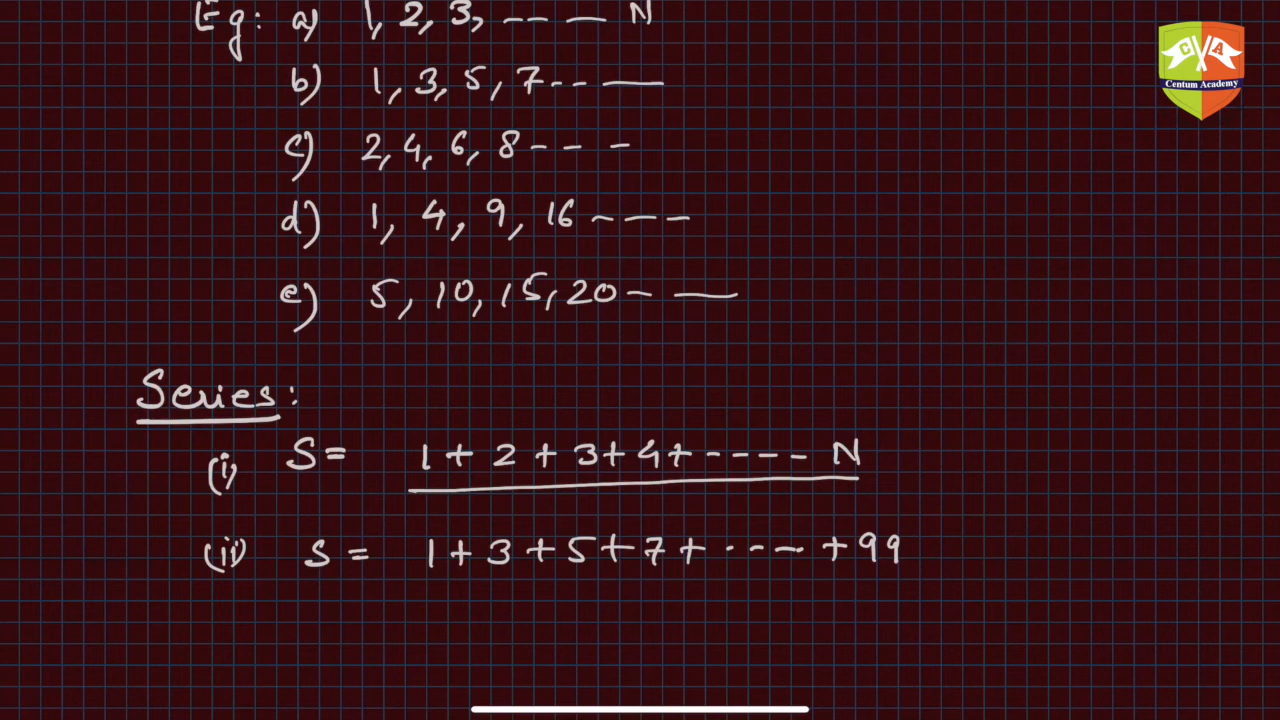 Eg: a) 1, 2, 3, ---- N
b) 1, 3, 5, 7 ---
c) 2, 4, 6, 8 ---
d) 1, 4, 9, 16 ---
e) 5, 10, 15, 20 --
Series:
(i) S = 1 + 2 + 3 + 4 + ---- N
(ii) S = 1 + 3 + 5 + 7 + ---- + 99
C A
Centum Academy